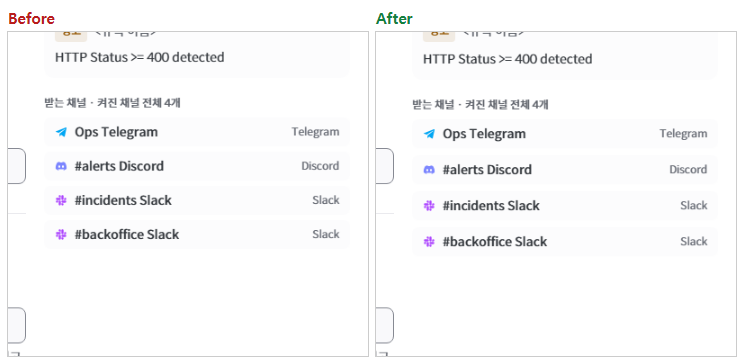 Before
After
HTTP Status >= 400 detected
받는 채널 · 켜진 채널 전체 4개
Ops Telegram Telegram
#alerts Discord Discord
#incidents Slack Slack
#backoffice Slack Slack
HTTP Status >= 400 detected
받는 채널 · 켜진 채널 전체 4개
Ops Telegram Telegram
#alerts Discord Discord
#incidents Slack Slack
#backoffice Slack Slack